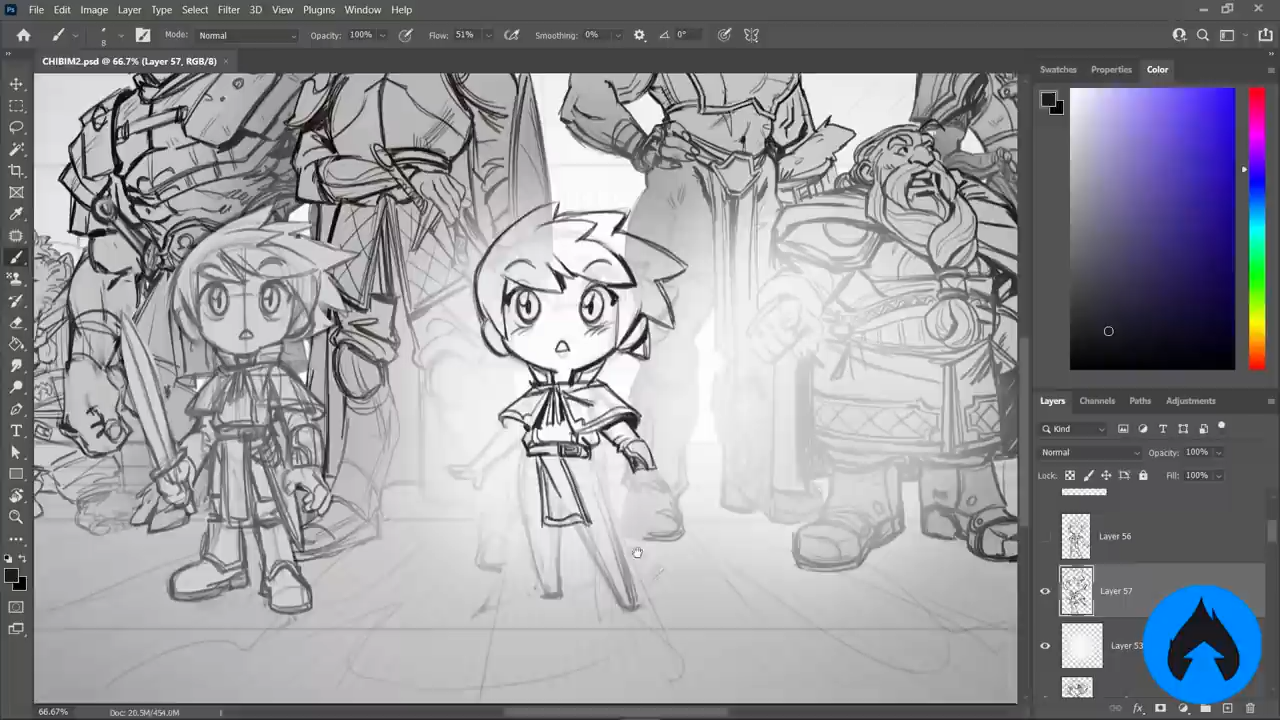 File Edit Image Layer Type Select Filter 3D View Plugins Window Help
8 Mode: Normal Opacity: 100% Flow: 51% Smoothing: 0% 0°
CHIBIM2.psd @ 66.7% (Layer 57, RGB/8) ×
Swatches Properties Color
Layers Channels Paths Adjustments
Kind
Normal Opacity: 100%
Lock: Fill: 100%
Layer 56
Layer 57
Layer 53
66.67% Doc: 20.5M/454.0M